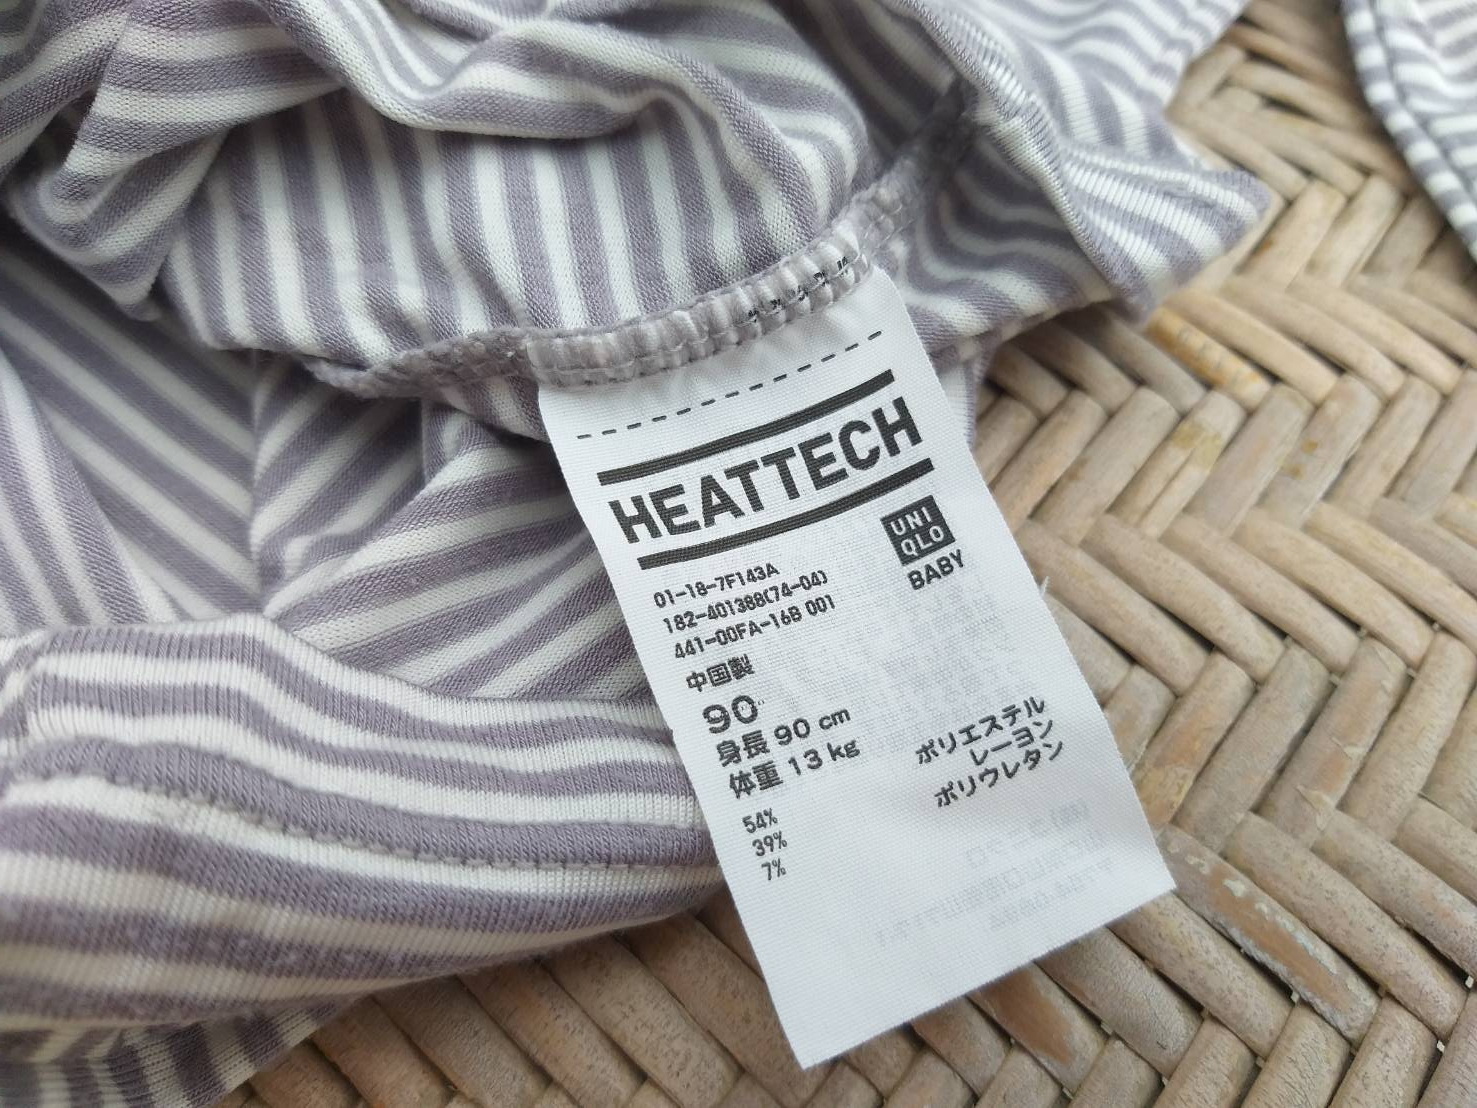 HEATTECH
UNI
QLO
BABY
01-18-7F143A
182-401388(74-04)
441-00FA-16B 001
中国製
90
身長 90 cm
体重 13 kg
ポリエステル
レーヨン
ポリウレタン
54%
39%
7%